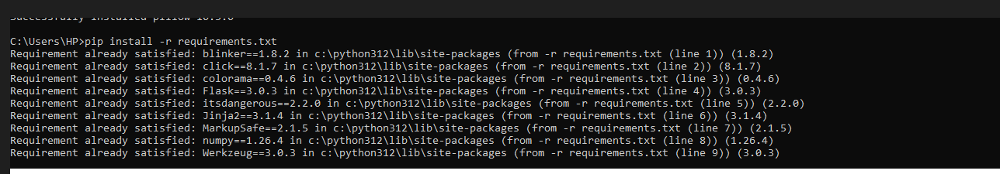 Successfully installed pillow-10.3.0
C:\Users\HP>pip install -r requirements.txt
Requirement already satisfied: blinker==1.8.2 in c:\python312\lib\site-packages (from -r requirements.txt (line 1)) (1.8.2)
Requirement already satisfied: click==8.1.7 in c:\python312\lib\site-packages (from -r requirements.txt (line 2)) (8.1.7)
Requirement already satisfied: colorama==0.4.6 in c:\python312\lib\site-packages (from -r requirements.txt (line 3)) (0.4.6)
Requirement already satisfied: Flask==3.0.3 in c:\python312\lib\site-packages (from -r requirements.txt (line 4)) (3.0.3)
Requirement already satisfied: itsdangerous==2.2.0 in c:\python312\lib\site-packages (from -r requirements.txt (line 5)) (2.2.0)
Requirement already satisfied: Jinja2==3.1.4 in c:\python312\lib\site-packages (from -r requirements.txt (line 6)) (3.1.4)
Requirement already satisfied: MarkupSafe==2.1.5 in c:\python312\lib\site-packages (from -r requirements.txt (line 7)) (2.1.5)
Requirement already satisfied: numpy==1.26.4 in c:\python312\lib\site-packages (from -r requirements.txt (line 8)) (1.26.4)
Requirement already satisfied: Werkzeug==3.0.3 in c:\python312\lib\site-packages (from -r requirements.txt (line 9)) (3.0.3)